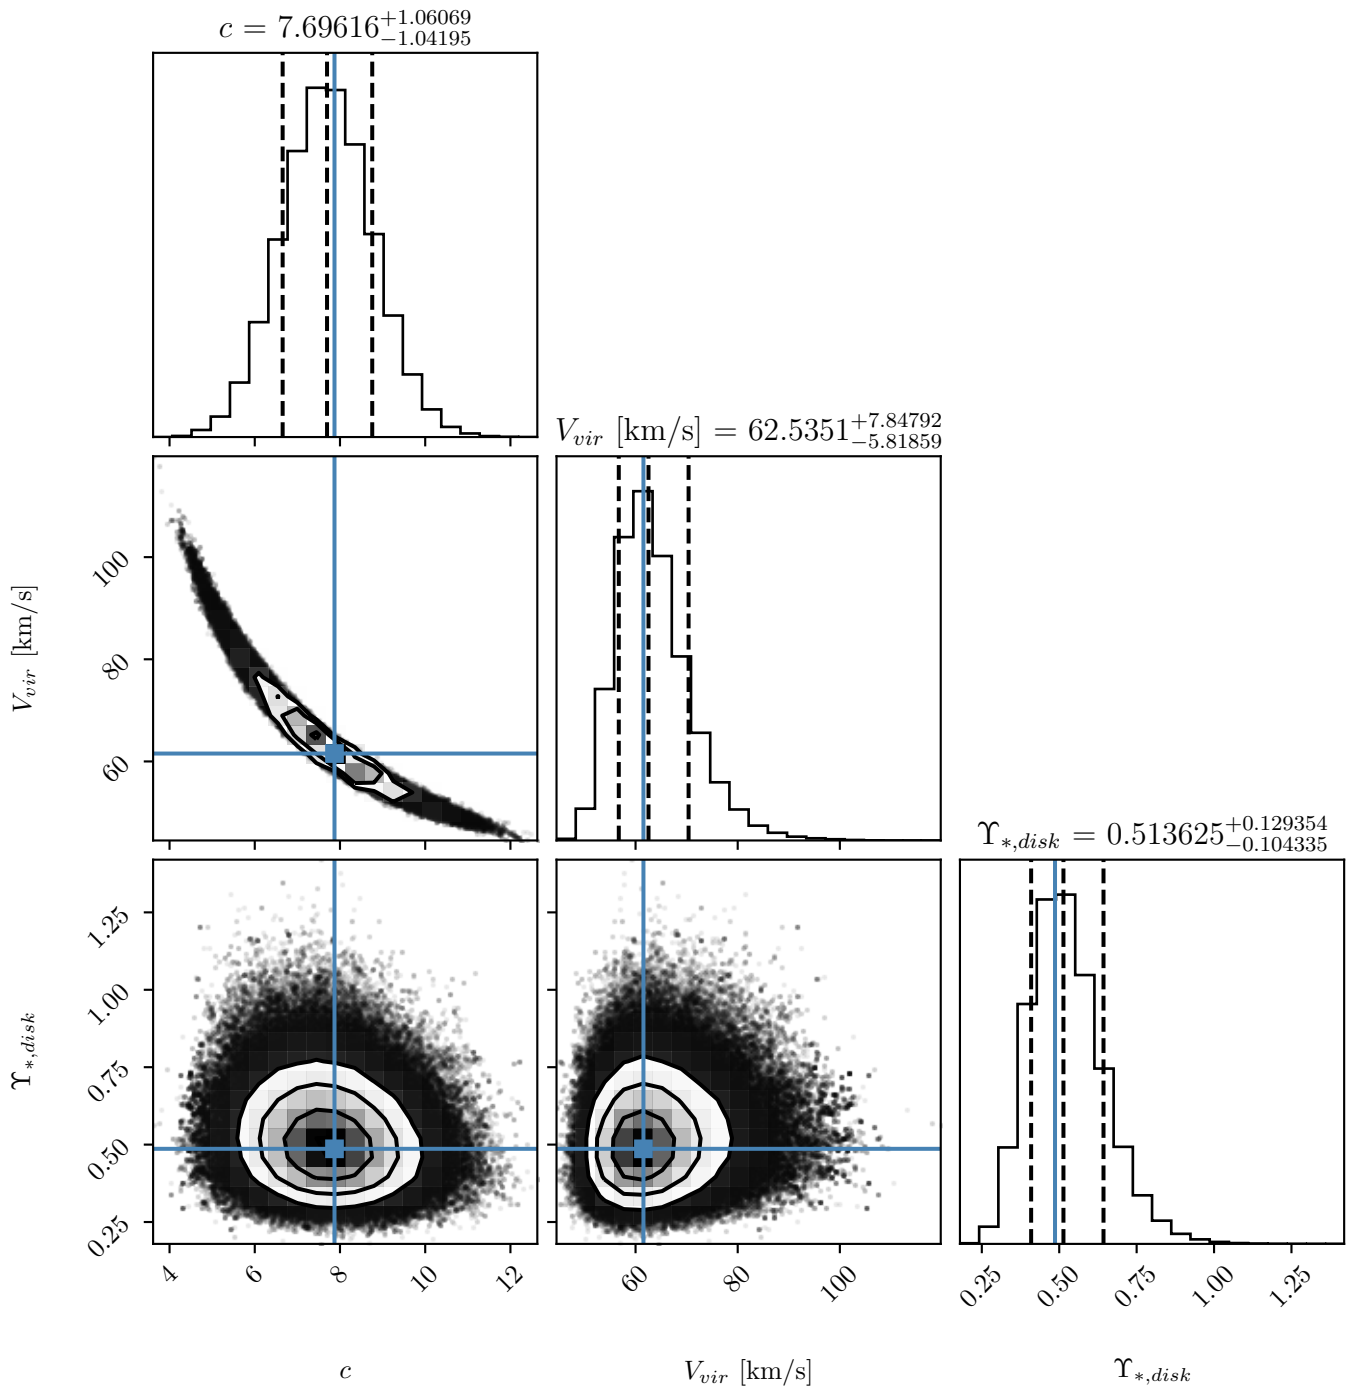 c = 7.69616^{+1.06069}_{-1.04195}
V_{vir} [km/s] = 62.5351^{+7.84792}_{-5.81859}
V_{vir} [km/s]
100
80
60
Υ_{*,disk} = 0.513625^{+0.129354}_{-0.104335}
Υ_{*,disk}
1.25
1.00
0.75
0.50
0.25
4 6 8 10 12
60 80 100
0.25 0.50 0.75 1.00 1.25
c
V_{vir} [km/s]
Υ_{*,disk}